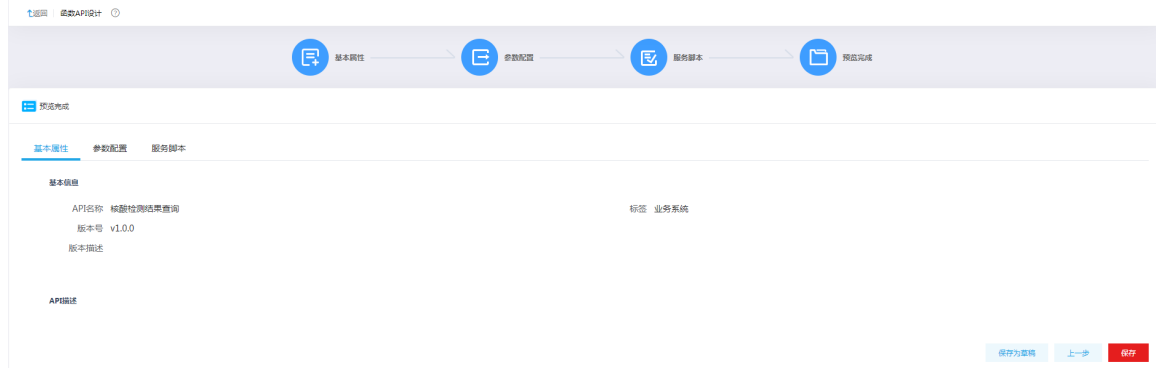 返回 函数API设计
基本属性 参数配置 服务脚本 预览完成
预览完成
基本属性 参数配置 服务脚本
基本信息
API名称 核酸检测结果查询 标签 业务系统
版本号 v1.0.0
版本描述
API描述
保存为草稿 上一步 保存